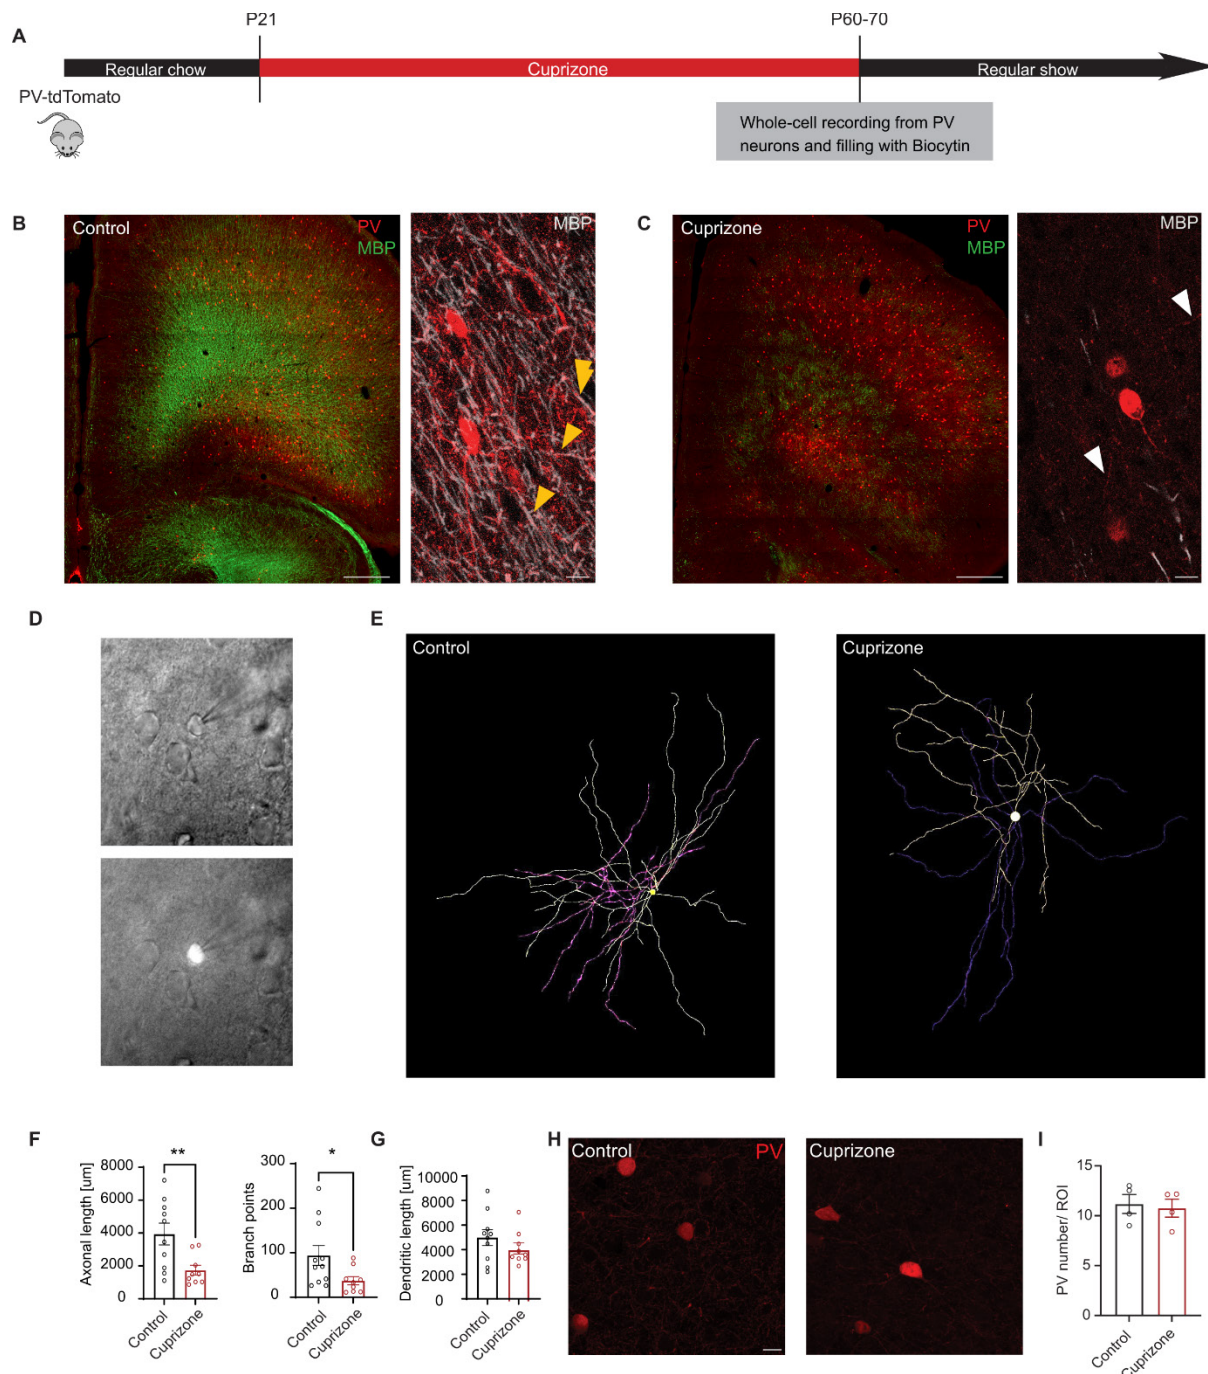 A
P21
P60-70
Regular chow
Cuprizone
Regular show
PV-tdTomato
Whole-cell recording from PV
neurons and filling with Biocytin
B
Control
PV
MBP
MBP
C
Cuprizone
PV
MBP
MBP
D
E
Control
Cuprizone
F
Axonal length [um]
8000
6000
4000
2000
0
**
Control
Cuprizone
Branch points
300
200
100
0
*
Control
Cuprizone
G
Dendritic length [um]
10000
8000
6000
4000
2000
0
Control
Cuprizone
H
Control
PV
Cuprizone
I
PV number/ ROI
15
10
5
0
Control
Cuprizone